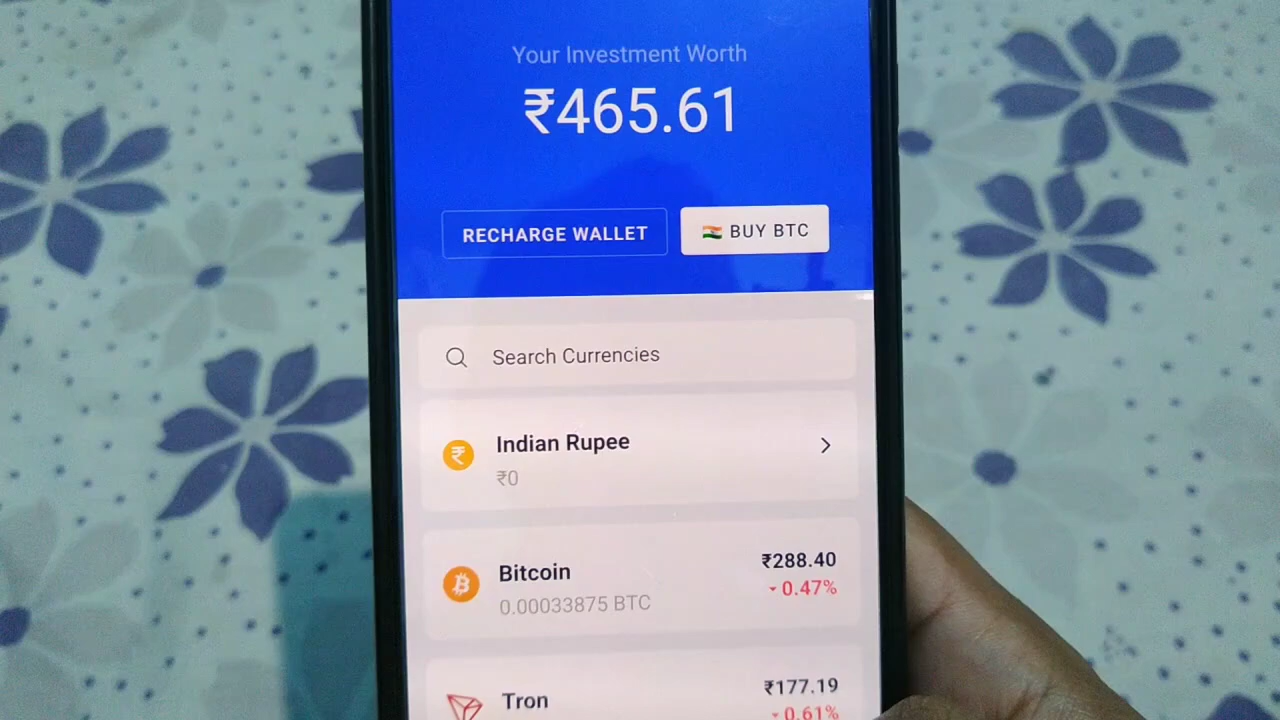 Your Investment Worth
₹465.61
RECHARGE WALLET
BUY BTC
Search Currencies
Indian Rupee
₹0
Bitcoin
₹288.40
0.47%
0.00033875 BTC
Tron
₹177.19
0.61%